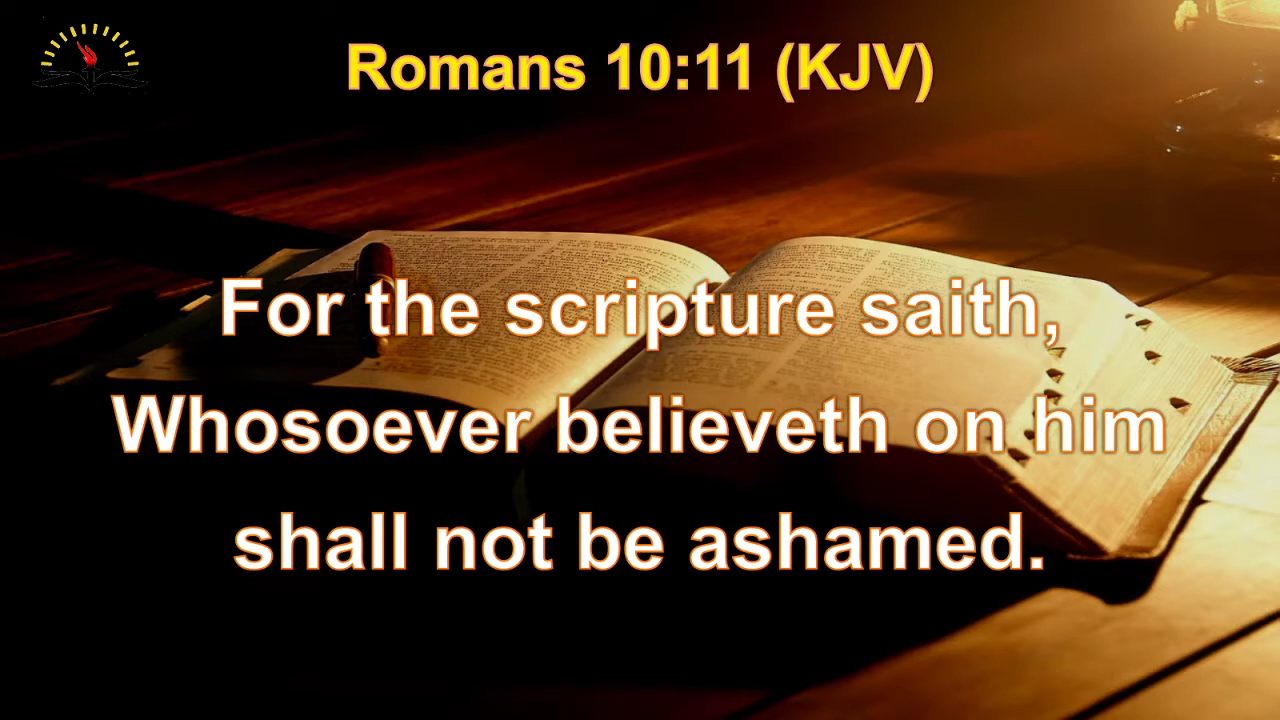 Romans 10:11 (KJV)
For the scripture saith,
Whosoever believeth on him
shall not be ashamed.